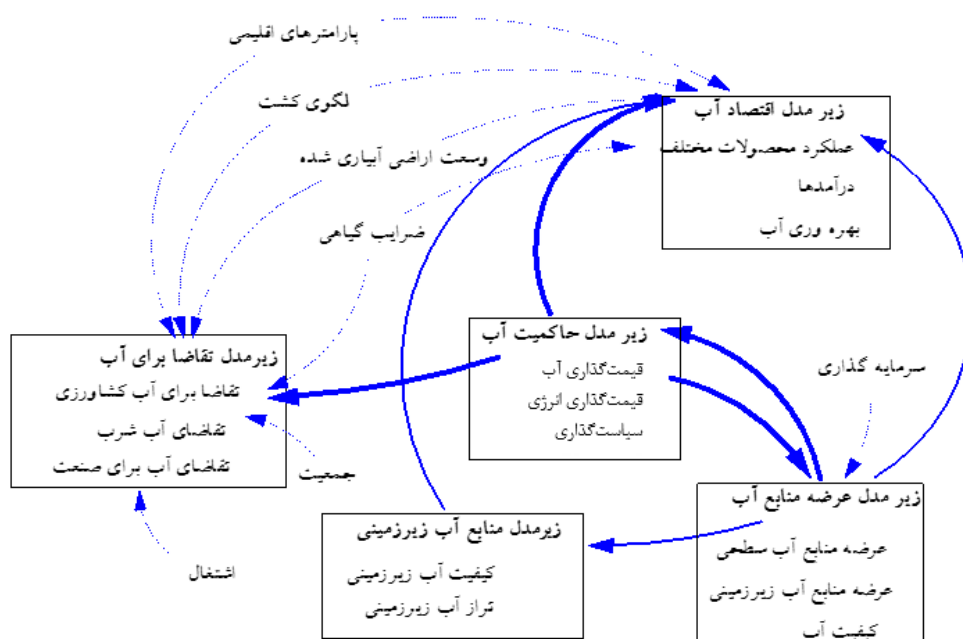 پارامترهای اقلیمی
لگوی کشت
وسعت اراضی آبیاری شده
ضرایب گیاهی
زیر مدل اقتصاد آب
عملکرد محصولات مختلف
درآمدها
بهره وری آب
زیر مدل حاکمیت آب
قیمت‌گذاری آب
قیمت‌گذاری انرژی
سیاست‌گذاری
سرمایه گذاری
زیرمدل تقاضا برای آب
تقاضا برای آب کشاورزی
تقاضای آب شرب
تقاضای آب برای صنعت
جمعیت
اشتغال
زیرمدل منابع آب زیرزمینی
کیفیت آب زیرزمینی
تراز آب زیرزمینی
زیر مدل عرضه منابع آب
عرضه منابع آب سطحی
عرضه منابع آب زیرزمینی
کیفیت آب